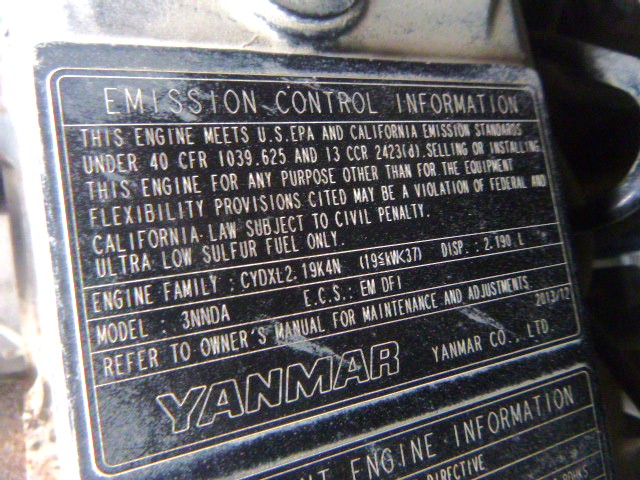 EMISSION CONTROL INFORMATION
THIS ENGINE MEETS U.S.EPA AND CALIFORNIA EMISSION STANDARDS
UNDER 40 CFR 1039.625 AND 13 CCR 2423(d).SELLING OR INSTALLING
THIS ENGINE FOR ANY PURPOSE OTHER THAN FOR THE EQUIPMENT
FLEXIBILITY PROVISIONS CITED MAY BE A VIOLATION OF FEDERAL AND
CALIFORNIA LAW SUBJECT TO CIVIL PENALTY.
ULTRA LOW SULFUR FUEL ONLY.
ENGINE FAMILY : CYDXL2.19K4N (19≤kW<37) DISP. : 2.190 L
MODEL : 3NNDA E.C.S.: EM DFI
REFER TO OWNER'S MANUAL FOR MAINTENANCE AND ADJUSTMENTS 2013/12
YANMAR YANMAR CO., LTD.
ENGINE INFORMATION
DIRECTIVE